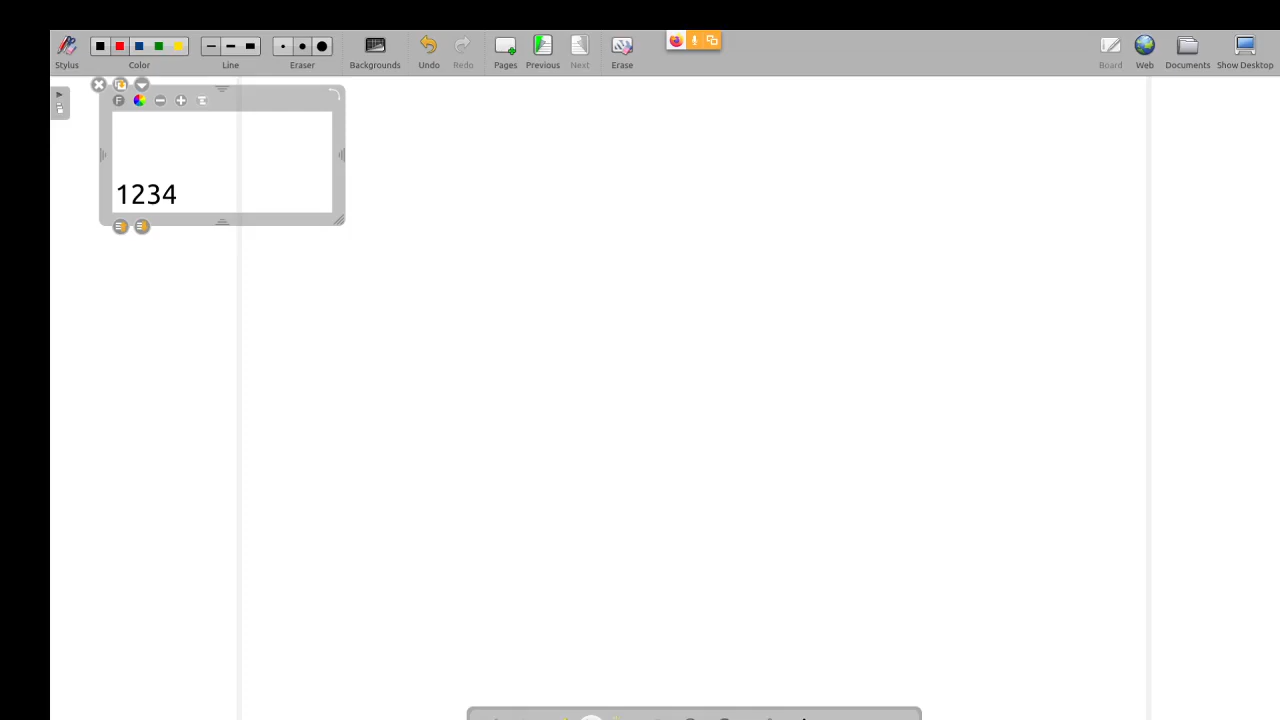 Stylus Color Line Eraser Backgrounds Undo Redo Pages Previous Next Erase Board Web Documents Show Desktop
F
1234